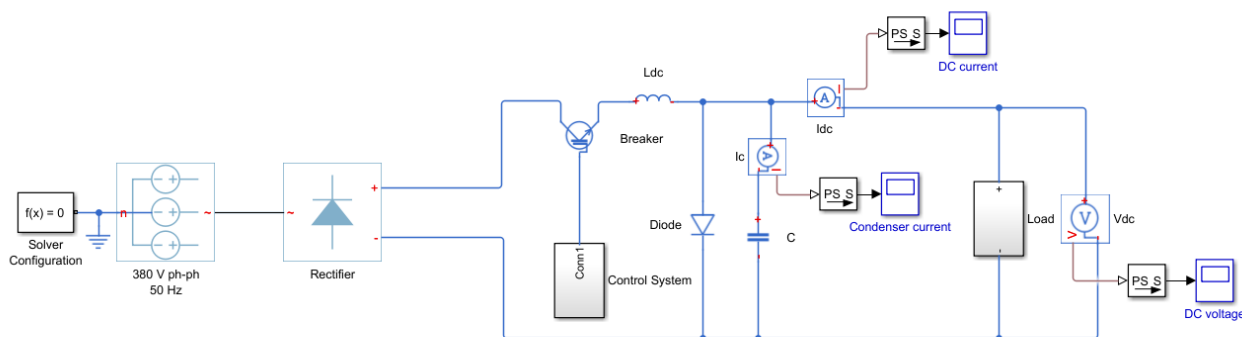 PS S
DC current
Ldc
A
Idc
Breaker
Ic
A
f(x) = 0
n
~
~
+
-
PS S
Condenser current
Diode
C
Load
V
Vdc
Solver
Configuration
380 V ph-ph
50 Hz
Rectifier
Conn1
Control System
PS S
DC voltage